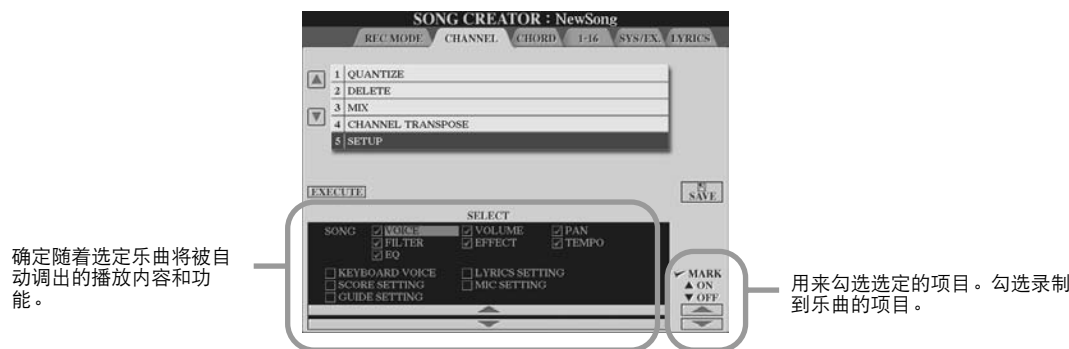 SONG CREATOR : NewSong
REC MODE CHANNEL CHORD 1-16 SYS/EX. LYRICS
1 QUANTIZE
2 DELETE
3 MIX
4 CHANNEL TRANSPOSE
5 SETUP
EXECUTE
SAVE
SELECT
SONG VOICE VOLUME PAN
FILTER EFFECT TEMPO
EQ
KEYBOARD VOICE LYRICS SETTING
SCORE SETTING MIC SETTING
GUIDE SETTING
MARK
▲ ON
▼ OFF
确定随着选定乐曲将被自
动调出的播放内容和功
能。
用来勾选选定的项目。勾选录制
到乐曲的项目。